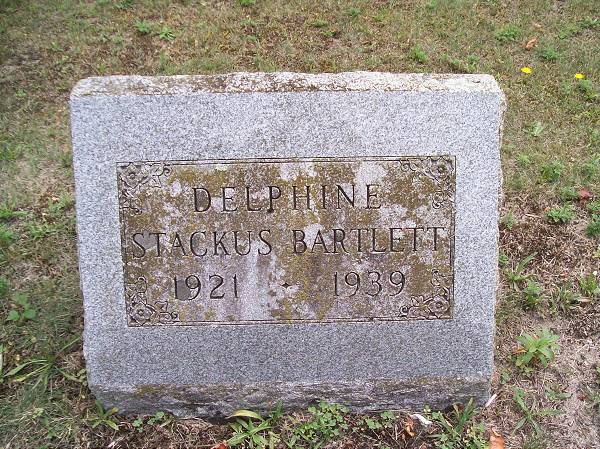 DELPHINE
STACKUS BARTLETT
1921 · 1939